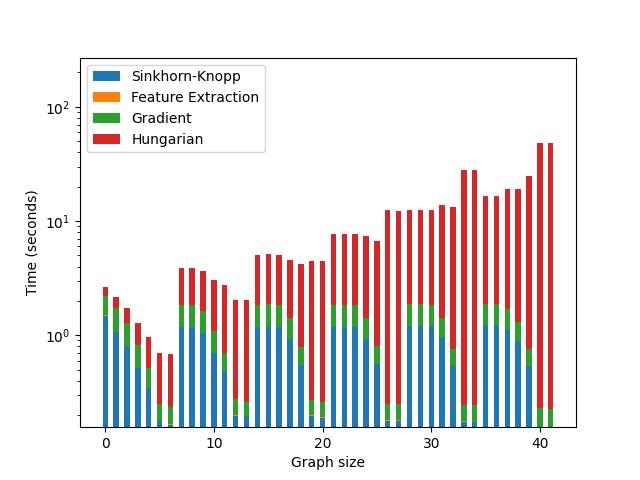 Sinkhorn-Knopp
Feature Extraction
Gradient
Hungarian
10²
10¹
10⁰
Time (seconds)
0 10 20 30 40
Graph size